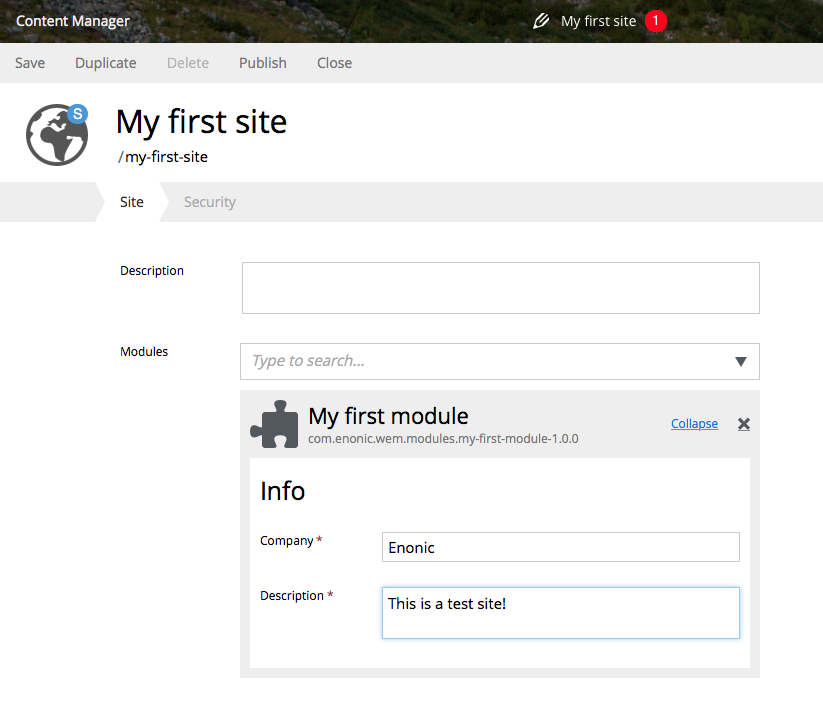 Content Manager
My first site 1
Save Duplicate Delete Publish Close
S
My first site
/my-first-site
Site Security
Description
Modules
Type to search...
My first module
com.enonic.wem.modules.my-first-module-1.0.0
Collapse
Info
Company * Enonic
Description * This is a test site!